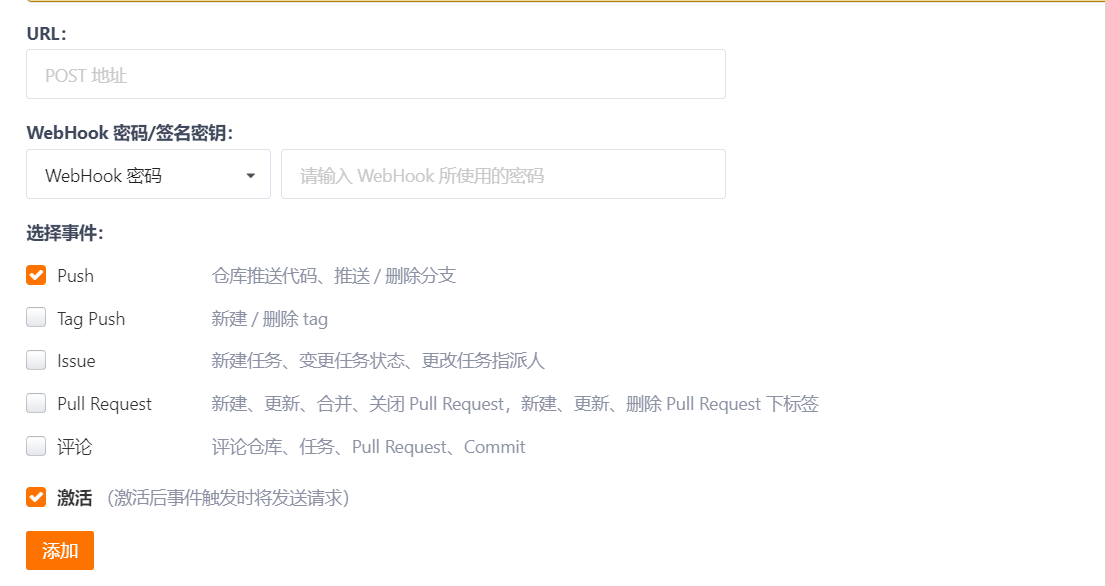 URL:
POST 地址
WebHook 密码/签名密钥:
WebHook 密码 请输入 WebHook 所使用的密码
选择事件:
Push 仓库推送代码、推送 / 删除分支
Tag Push 新建 / 删除 tag
Issue 新建任务、变更任务状态、更改任务指派人
Pull Request 新建、更新、合并、关闭 Pull Request，新建、更新、删除 Pull Request 下标签
评论 评论仓库、任务、Pull Request、Commit
激活 （激活后事件触发时将发送请求）
添加